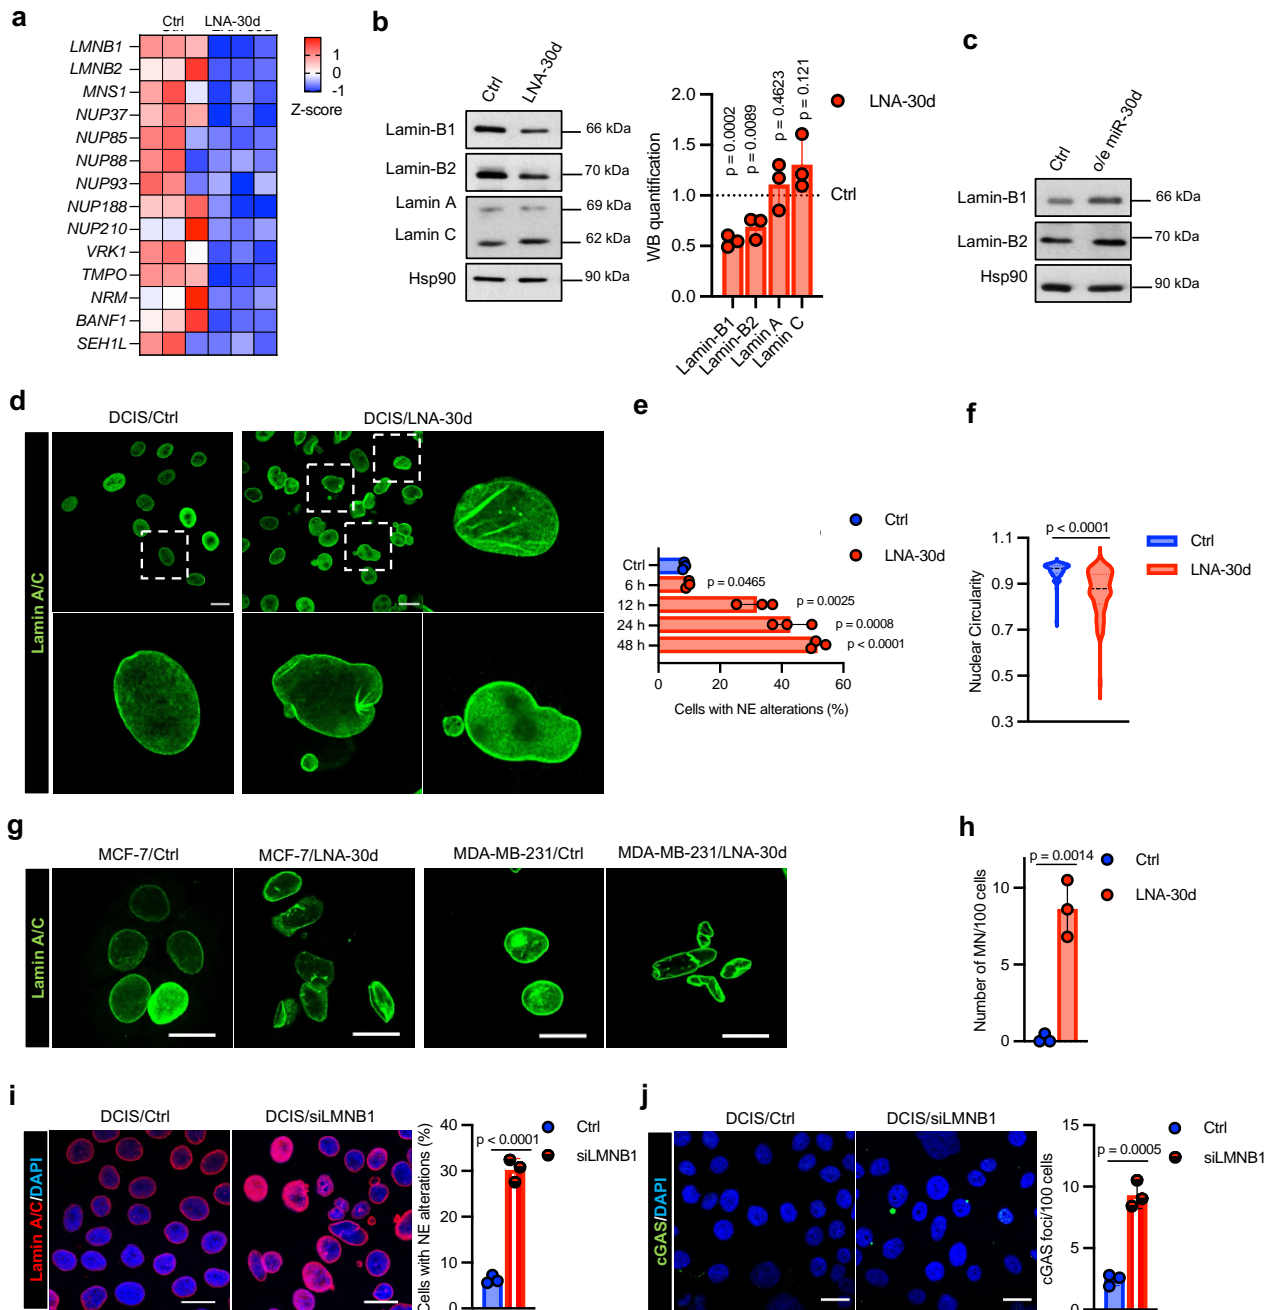 a
Ctrl LNA-30d
LMNB1
LMNB2
MNS1
NUP37
NUP85
NUP88
NUP93
NUP188
NUP210
VRK1
TMPO
NRM
BANF1
SEH1L
1
0
-1
Z-score
b
Ctrl
LNA-30d
Lamin-B1
66 kDa
Lamin-B2
70 kDa
Lamin A
69 kDa
Lamin C
62 kDa
Hsp90
90 kDa
WB quantification
2.0
1.5
1.0
0.5
0.0
p = 0.0002
p = 0.0089
p = 0.4623
p = 0.121
LNA-30d
Ctrl
Lamin-B1
Lamin-B2
Lamin A
Lamin C
c
Ctrl
o/e miR-30d
Lamin-B1
66 kDa
Lamin-B2
70 kDa
Hsp90
90 kDa
d
DCIS/Ctrl
DCIS/LNA-30d
Lamin A/C
e
Ctrl
LNA-30d
Ctrl
6 h
p = 0.0465
12 h
p = 0.0025
24 h
p = 0.0008
48 h
p < 0.0001
0 20 40 60
Cells with NE alterations (%)
f
p < 0.0001
Ctrl
LNA-30d
Nuclear Circularity
1.1
0.9
0.7
0.5
0.3
g
MCF-7/Ctrl
MCF-7/LNA-30d
MDA-MB-231/Ctrl
MDA-MB-231/LNA-30d
Lamin A/C
h
p = 0.0014
Ctrl
LNA-30d
Number of MN/100 cells
10
5
0
i
DCIS/Ctrl
DCIS/siLMNB1
Lamin A/C/DAPI
Cells with NE alterations (%)
40
30
20
10
0
p < 0.0001
Ctrl
siLMNB1
j
DCIS/Ctrl
DCIS/siLMNB1
cGAS/DAPI
cGAS foci/100 cells
15
10
5
0
p = 0.0005
Ctrl
siLMNB1